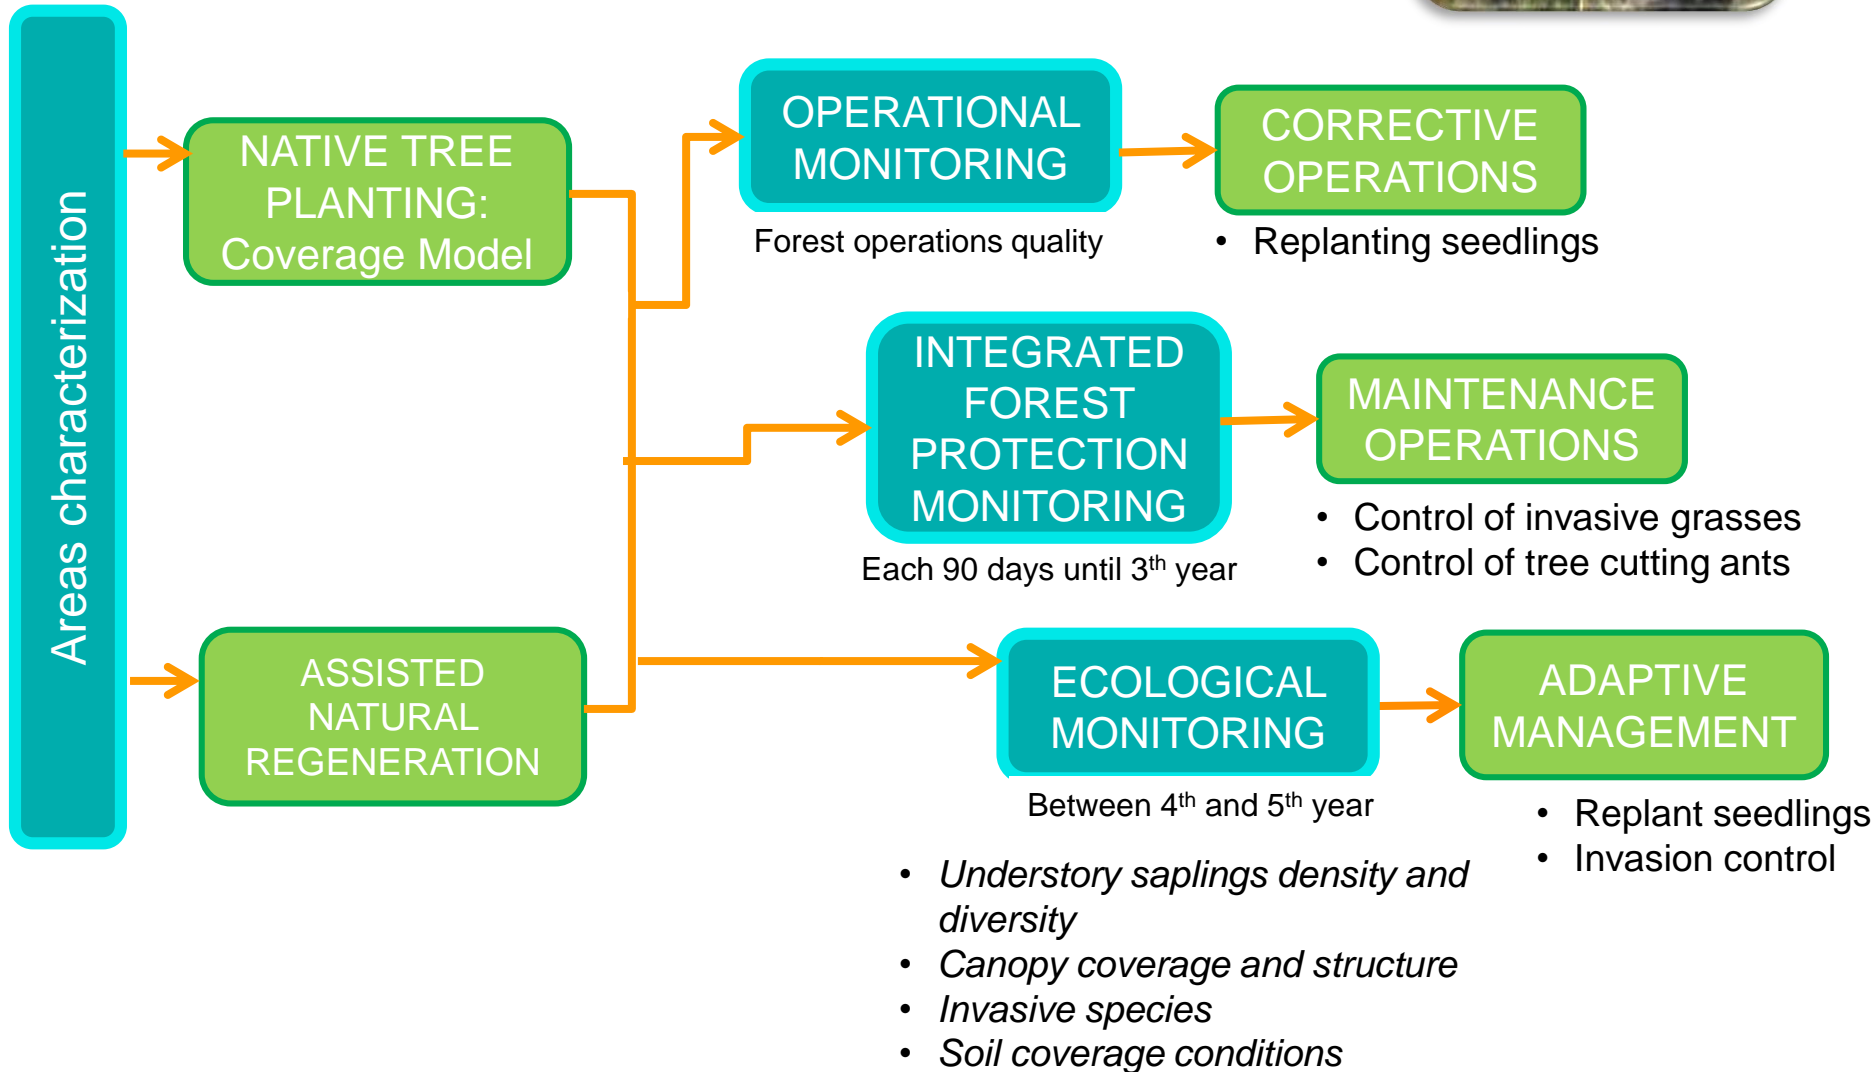 Areas characterization
NATIVE TREE
PLANTING:
Coverage Model
ASSISTED
NATURAL
REGENERATION
OPERATIONAL
MONITORING
Forest operations quality
CORRECTIVE
OPERATIONS
• Replanting seedlings
INTEGRATED
FOREST
PROTECTION
MONITORING
Each 90 days until 3th year
MAINTENANCE
OPERATIONS
• Control of invasive grasses
• Control of tree cutting ants
ECOLOGICAL
MONITORING
Between 4th and 5th year
• Understory saplings density and
diversity
• Canopy coverage and structure
• Invasive species
• Soil coverage conditions
ADAPTIVE
MANAGEMENT
• Replant seedlings
• Invasion control